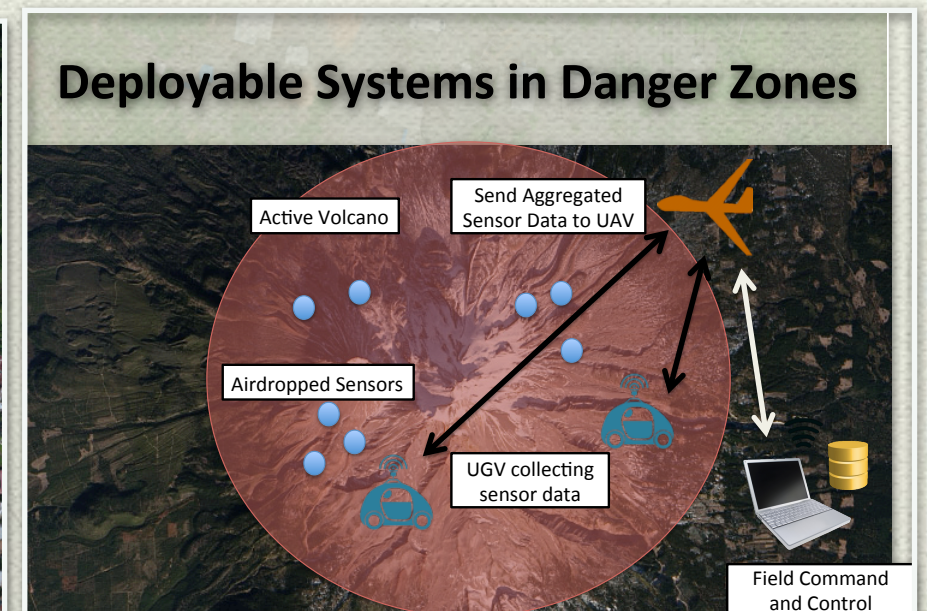 Deployable Systems in Danger Zones
Active Volcano
Send Aggregated
Sensor Data to UAV
Airdropped Sensors
UGV collecting
sensor data
Field Command
and Control